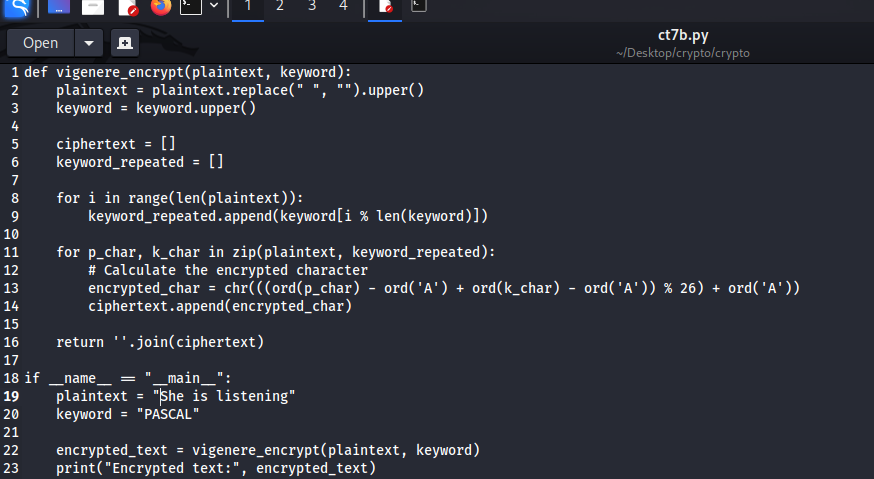 1 2 3 4
Open ct7b.py
~/Desktop/crypto/crypto
1 def vigenere_encrypt(plaintext, keyword):
2     plaintext = plaintext.replace(" ", "").upper()
3     keyword = keyword.upper()
4
5     ciphertext = []
6     keyword_repeated = []
7
8     for i in range(len(plaintext)):
9         keyword_repeated.append(keyword[i % len(keyword)])
10
11     for p_char, k_char in zip(plaintext, keyword_repeated):
12         # Calculate the encrypted character
13         encrypted_char = chr(((ord(p_char) - ord('A') + ord(k_char) - ord('A')) % 26) + ord('A'))
14         ciphertext.append(encrypted_char)
15
16     return ''.join(ciphertext)
17
18 if __name__ == "__main__":
19     plaintext = "She is listening"
20     keyword = "PASCAL"
21
22     encrypted_text = vigenere_encrypt(plaintext, keyword)
23     print("Encrypted text:", encrypted_text)